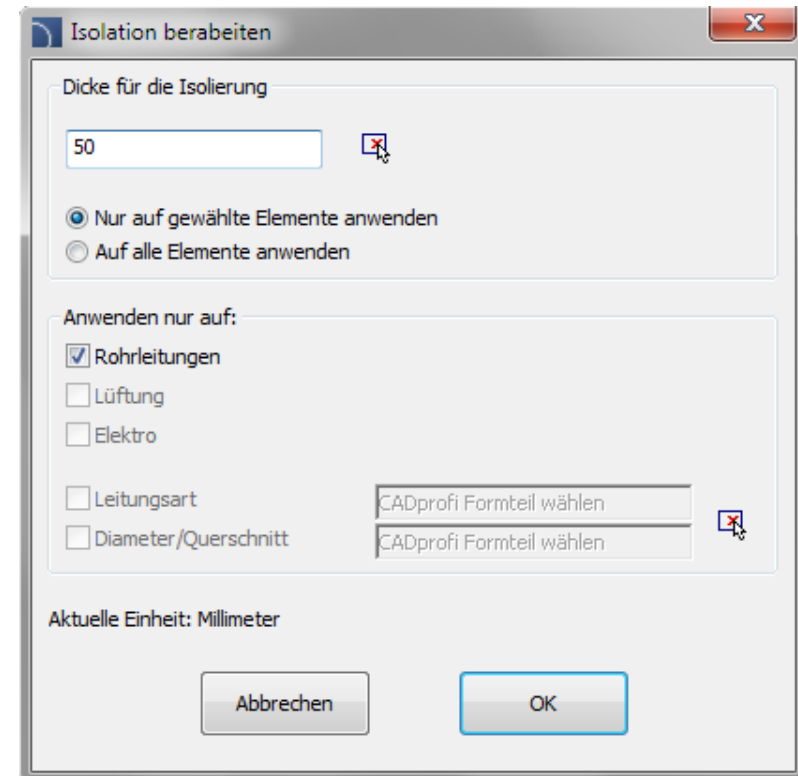 Isolation berabeiten
Dicke für die Isolierung
50
Nur auf gewählte Elemente anwenden
Auf alle Elemente anwenden
Anwenden nur auf:
Rohrleitungen
Lüftung
Elektro
Leitungsart CADprofi Formteil wählen
Diameter/Querschnitt CADprofi Formteil wählen
Aktuelle Einheit: Millimeter
Abbrechen OK